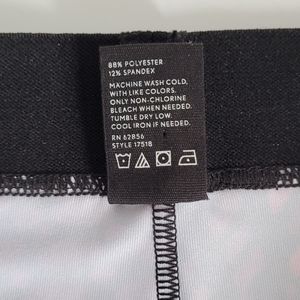 88% POLYESTER
12% SPANDEX
MACHINE WASH COLD,
WITH LIKE COLORS.
ONLY NON-CHLORINE
BLEACH WHEN NEEDED.
TUMBLE DRY LOW.
COOL IRON IF NEEDED.
RN 62856
STYLE 17518